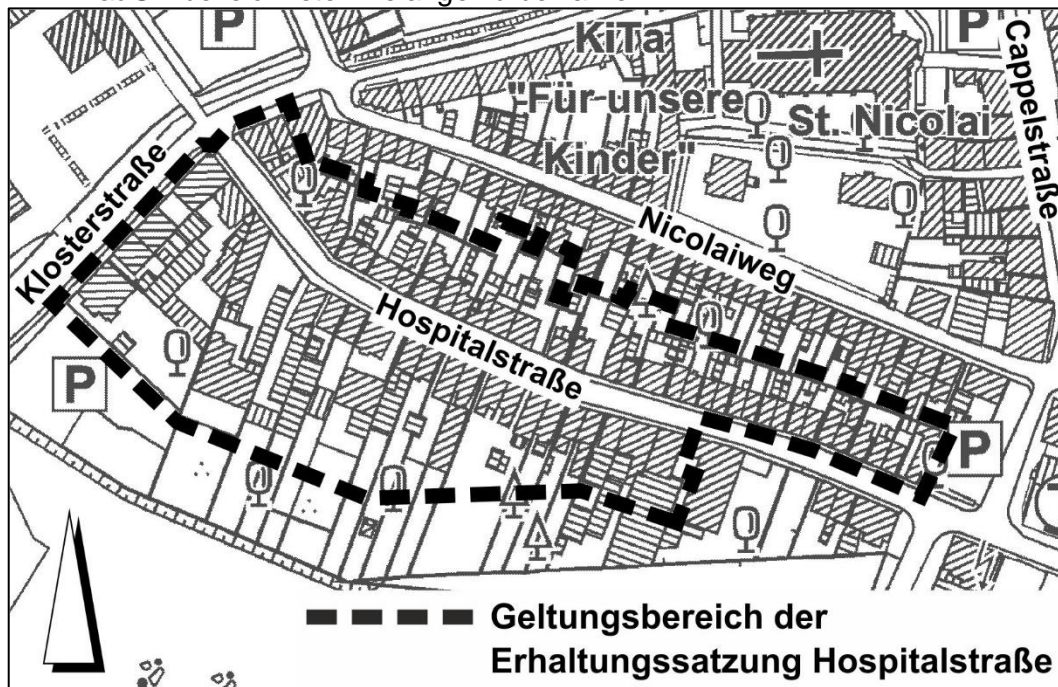 P
P
KiTa
"Für unsere
Kinder"
St. Nicolai
Cappelstraße
Klosterstraße
Nicolaiweg
Hospitalstraße
P
P
Geltungsbereich der
Erhaltungssatzung Hospitalstraße